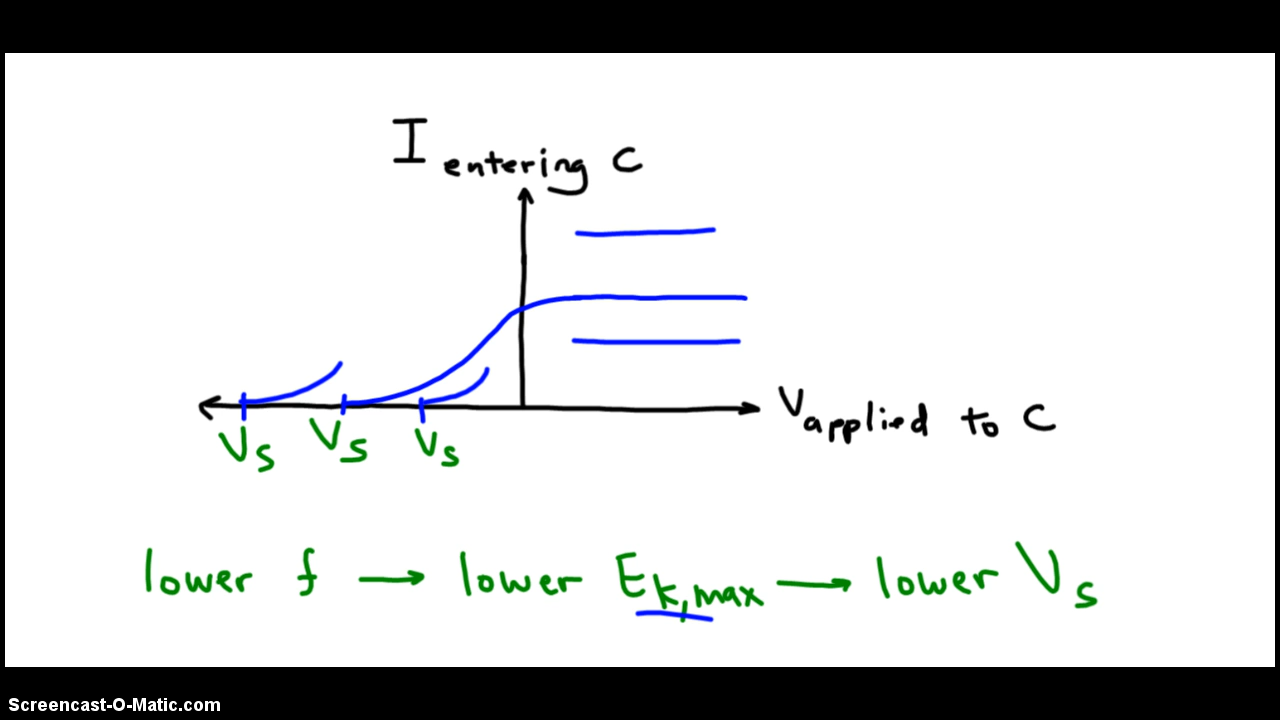 I entering C
V applied to C
Vs Vs Vs
lower f → lower Ek,max → lower Vs
Screencast-O-Matic.com